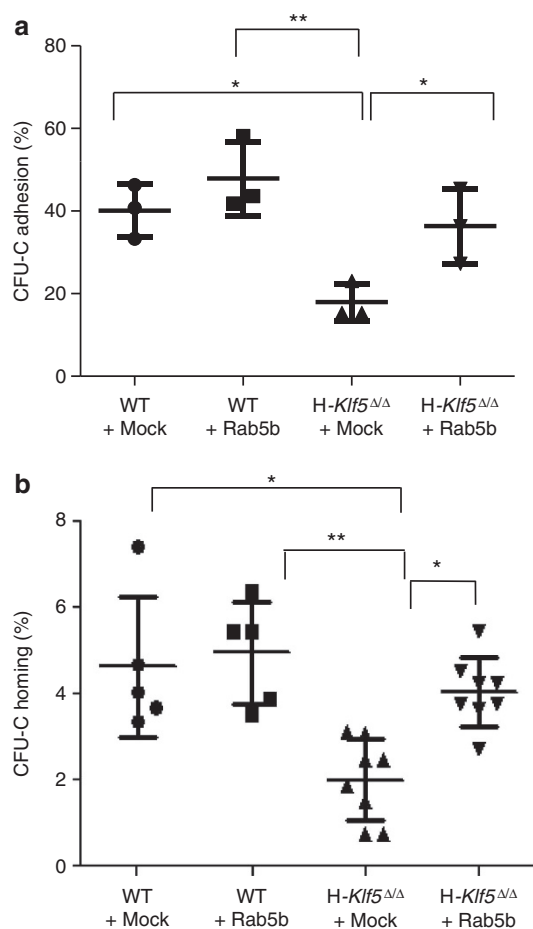 a
CFU-C adhesion (%)
80
60
40
20
0
**
*
*
WT
+ Mock
WT
+ Rab5b
H-Klf5Δ/Δ
+ Mock
H-Klf5Δ/Δ
+ Rab5b
b
CFU-C homing (%)
8
6
4
2
0
*
**
*
WT
+ Mock
WT
+ Rab5b
H-Klf5Δ/Δ
+ Mock
H-Klf5Δ/Δ
+ Rab5b